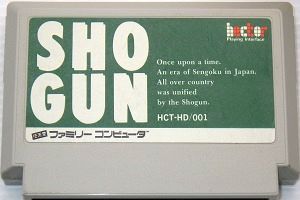 SHO
GUN
hector
Playing Interface
Once upon a time.
An era of Sengoku in Japan.
All over country
was unified
by the Shogun.
HCT-HD/001
ファミリー コンピュータ